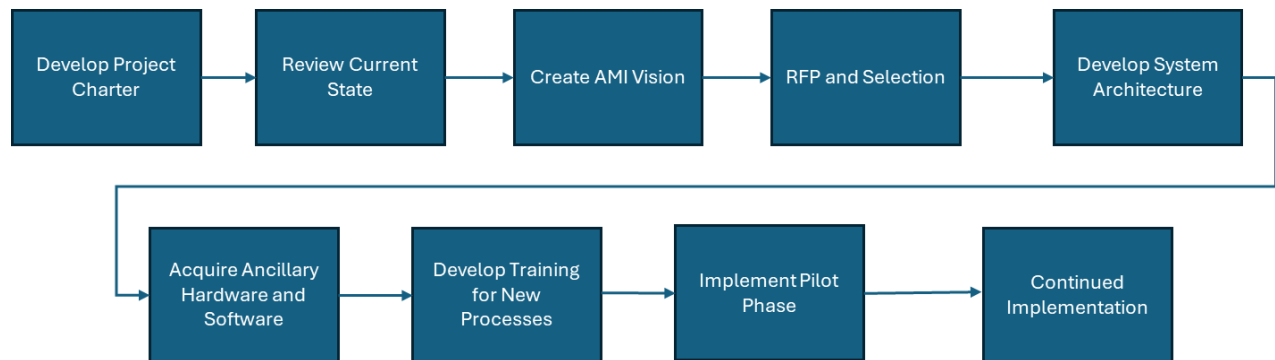 Develop Project
Charter
Review Current
State
Create AMI Vision
RFP and Selection
Develop System
Architecture
Acquire Ancillary
Hardware and
Software
Develop Training
for New
Processes
Implement Pilot
Phase
Continued
Implementation